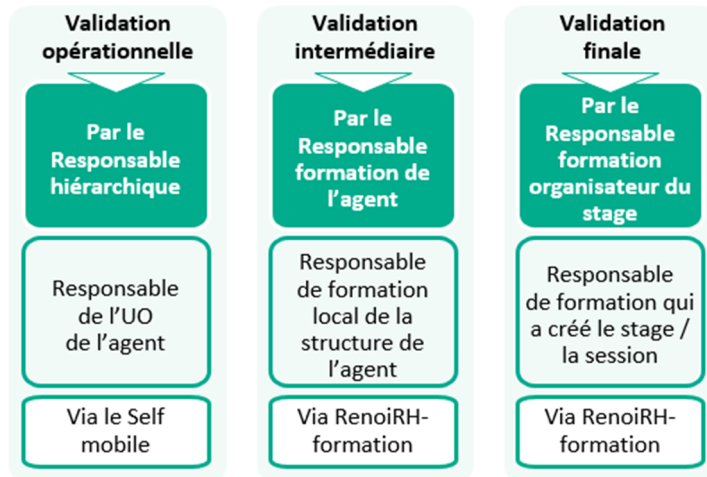 Validation
opérationnelle
Par le
Responsable
hiérarchique
Responsable
de l'UO
de l'agent
Via le Self
mobile
Validation
intermédiaire
Par le
Responsable
formation de
l'agent
Responsable
de formation
local de la
structure de
l'agent
Via RenoiRH-
formation
Validation
finale
Par le
Responsable
formation
organisateur du
stage
Responsable
de formation qui
a créé le stage /
la session
Via RenoiRH-
formation